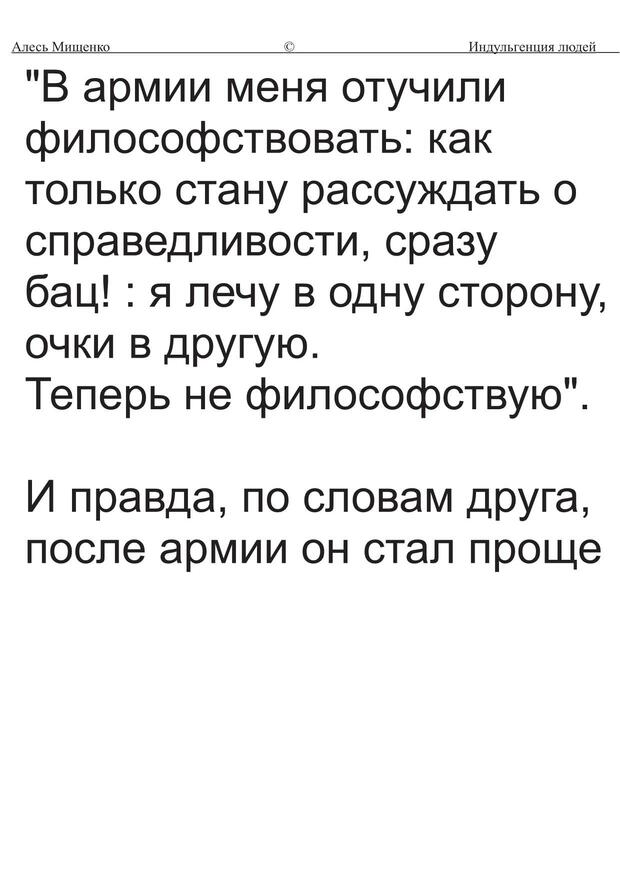 Алесь Мищенко © Индульгенция людей
"В армии меня отучили
философствовать: как
только стану рассуждать о
справедливости, сразу
бац! : я лечу в одну сторону,
очки в другую.
Теперь не философствую".
И правда, по словам друга,
после армии он стал проще